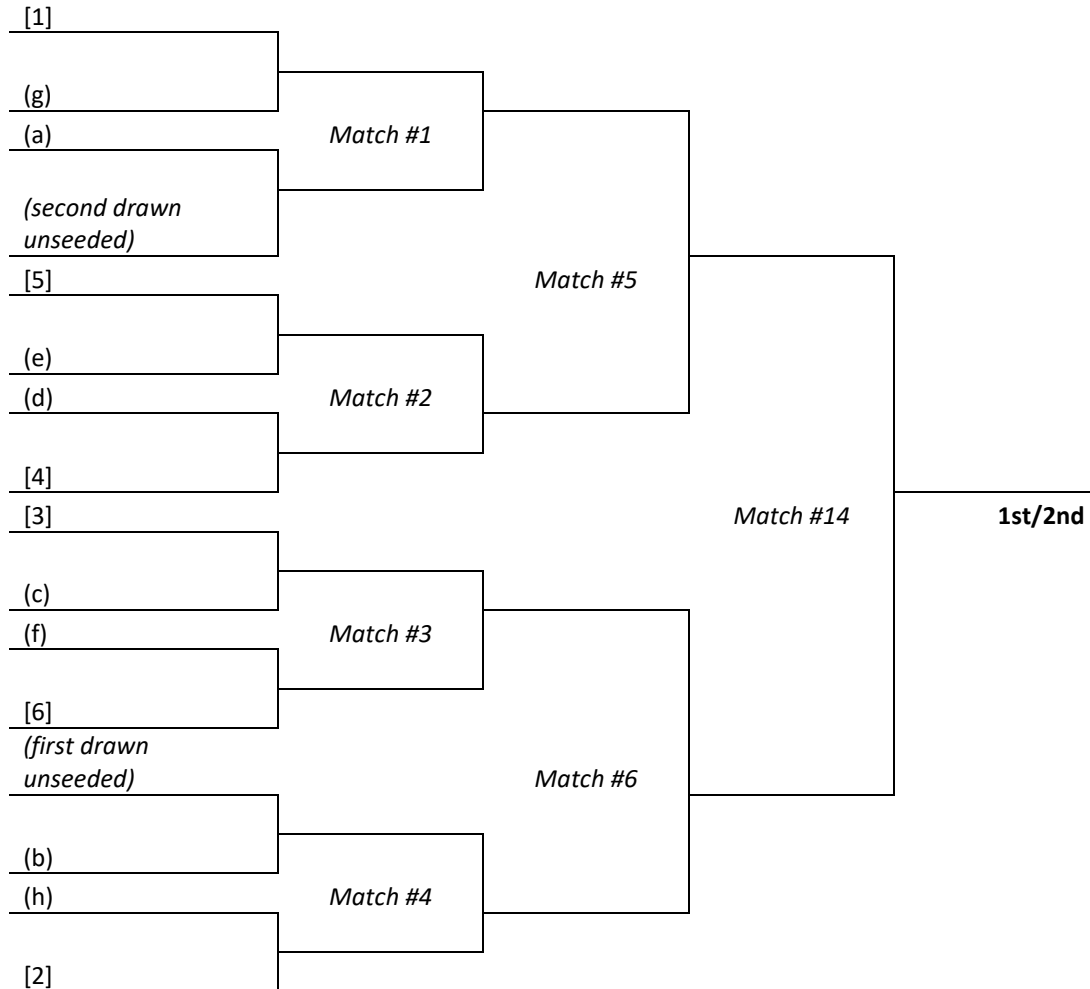 [1]
(g)
(a)
Match #1
(second drawn
unseeded)
[5]
Match #5
(e)
(d)
Match #2
[4]
[3]
Match #14
1st/2nd
(c)
(f)
Match #3
[6]
(first drawn
unseeded)
Match #6
(b)
(h)
Match #4
[2]